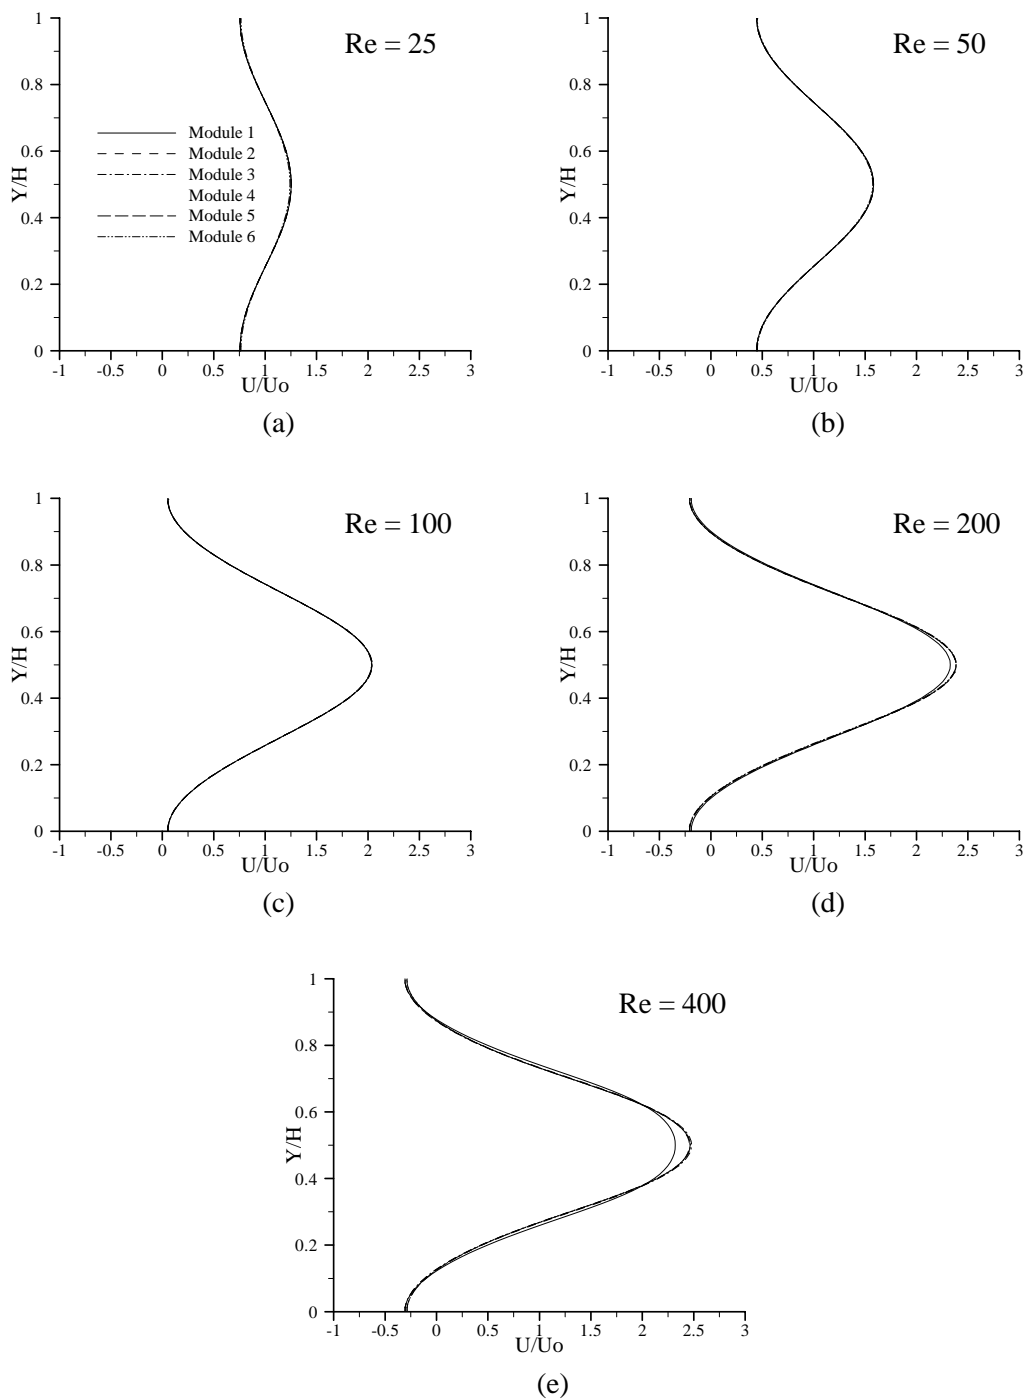 1
0.8
0.6
0.4
0.2
0
Y/H
Re = 25
Module 1
Module 2
Module 3
Module 4
Module 5
Module 6
-1 -0.5 0 0.5 1 1.5 2 2.5 3
U/Uo
(a)
1
0.8
0.6
0.4
0.2
0
Y/H
Re = 50
-1 -0.5 0 0.5 1 1.5 2 2.5 3
U/Uo
(b)
1
0.8
0.6
0.4
0.2
0
Y/H
Re = 100
-1 -0.5 0 0.5 1 1.5 2 2.5 3
U/Uo
(c)
1
0.8
0.6
0.4
0.2
0
Y/H
Re = 200
-1 -0.5 0 0.5 1 1.5 2 2.5 3
U/Uo
(d)
1
0.8
0.6
0.4
0.2
0
Y/H
Re = 400
-1 -0.5 0 0.5 1 1.5 2 2.5 3
U/Uo
(e)